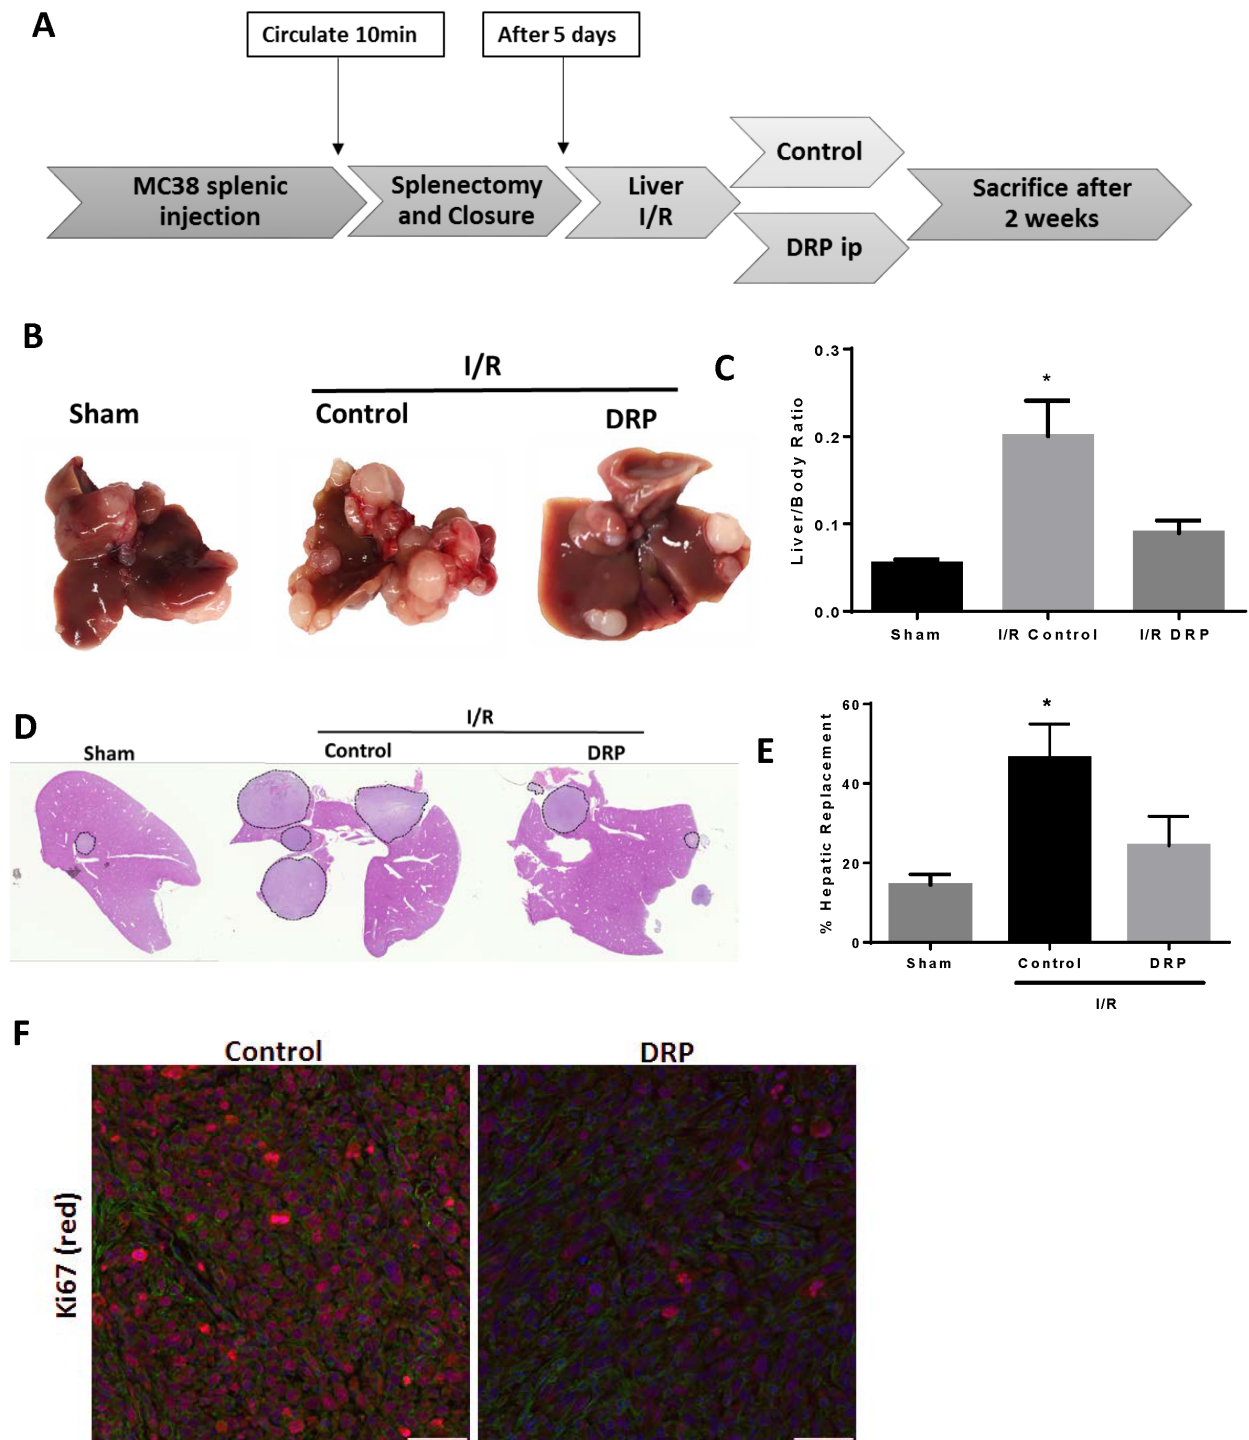 A
Circulate 10min
After 5 days
MC38 splenic
injection
Splenectomy
and Closure
Liver
I/R
Control
DRP ip
Sacrifice after
2 weeks
B
I/R
Sham
Control
DRP
C
Liver/Body Ratio
0.3
0.2
0.1
0.0
*
Sham
I/R Control
I/R DRP
D
I/R
Sham
Control
DRP
E
% Hepatic Replacement
60
40
20
0
*
Sham
Control
DRP
I/R
F
Control
DRP
Ki67 (red)